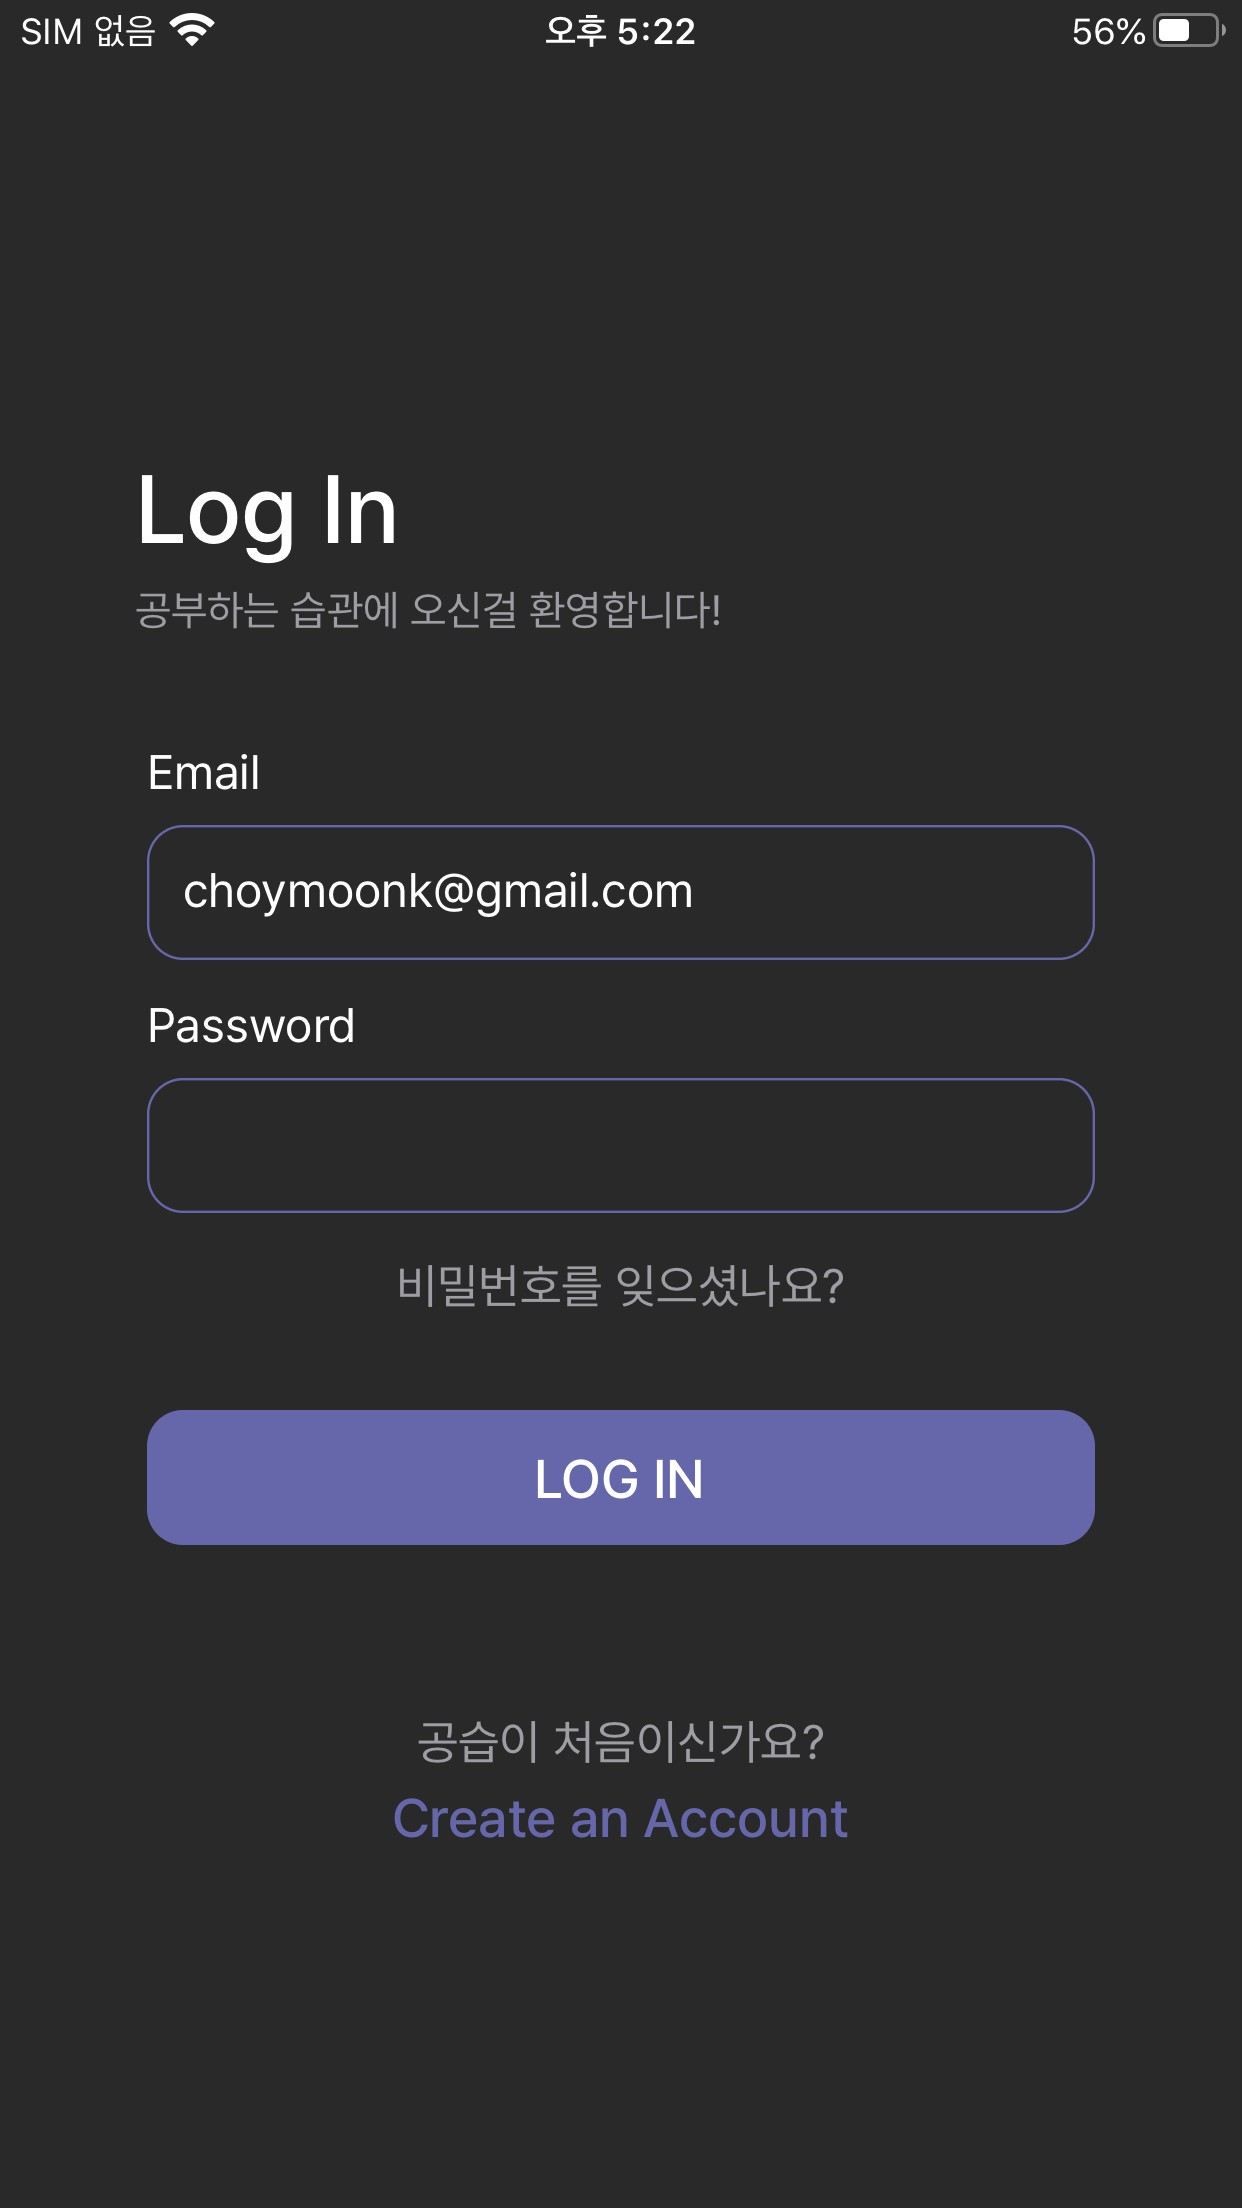 SIM 없음
오후 5:22
56%
Log In
공부하는 습관에 오신걸 환영합니다!
Email
choymoonk@gmail.com
Password
비밀번호를 잊으셨나요?
LOG IN
공습이 처음이신가요?
Create an Account